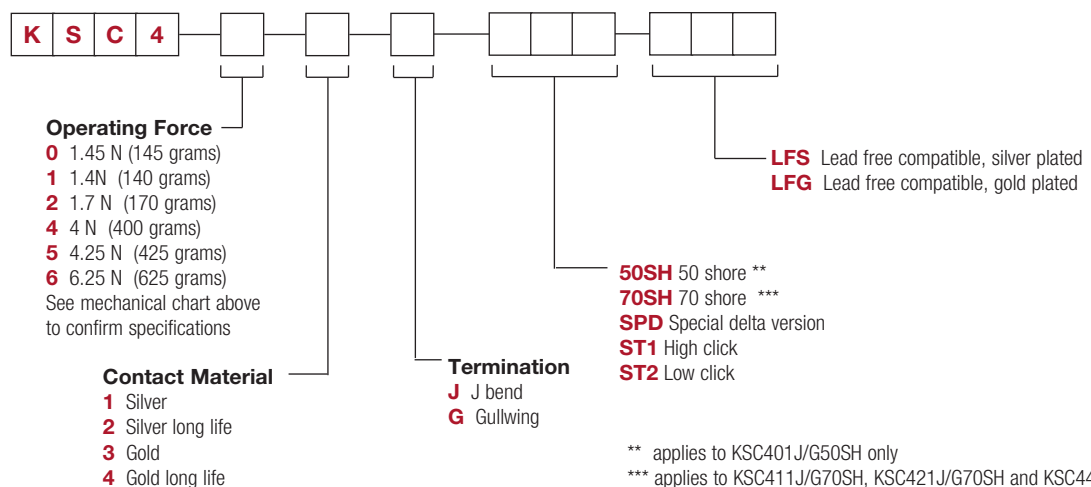 K S C 4
Operating Force
0 1.45 N (145 grams)
1 1.4N (140 grams)
2 1.7 N (170 grams)
4 4 N (400 grams)
5 4.25 N (425 grams)
6 6.25 N (625 grams)
See mechanical chart above
to confirm specifications
Contact Material
1 Silver
2 Silver long life
3 Gold
4 Gold long life
Termination
J J bend
G Gullwing
50SH 50 shore **
70SH 70 shore ***
SPD Special delta version
ST1 High click
ST2 Low click
LFS Lead free compatible, silver plated
LFG Lead free compatible, gold plated
** applies to KSC401J/G50SH only
*** applies to KSC411J/G70SH, KSC421J/G70SH and